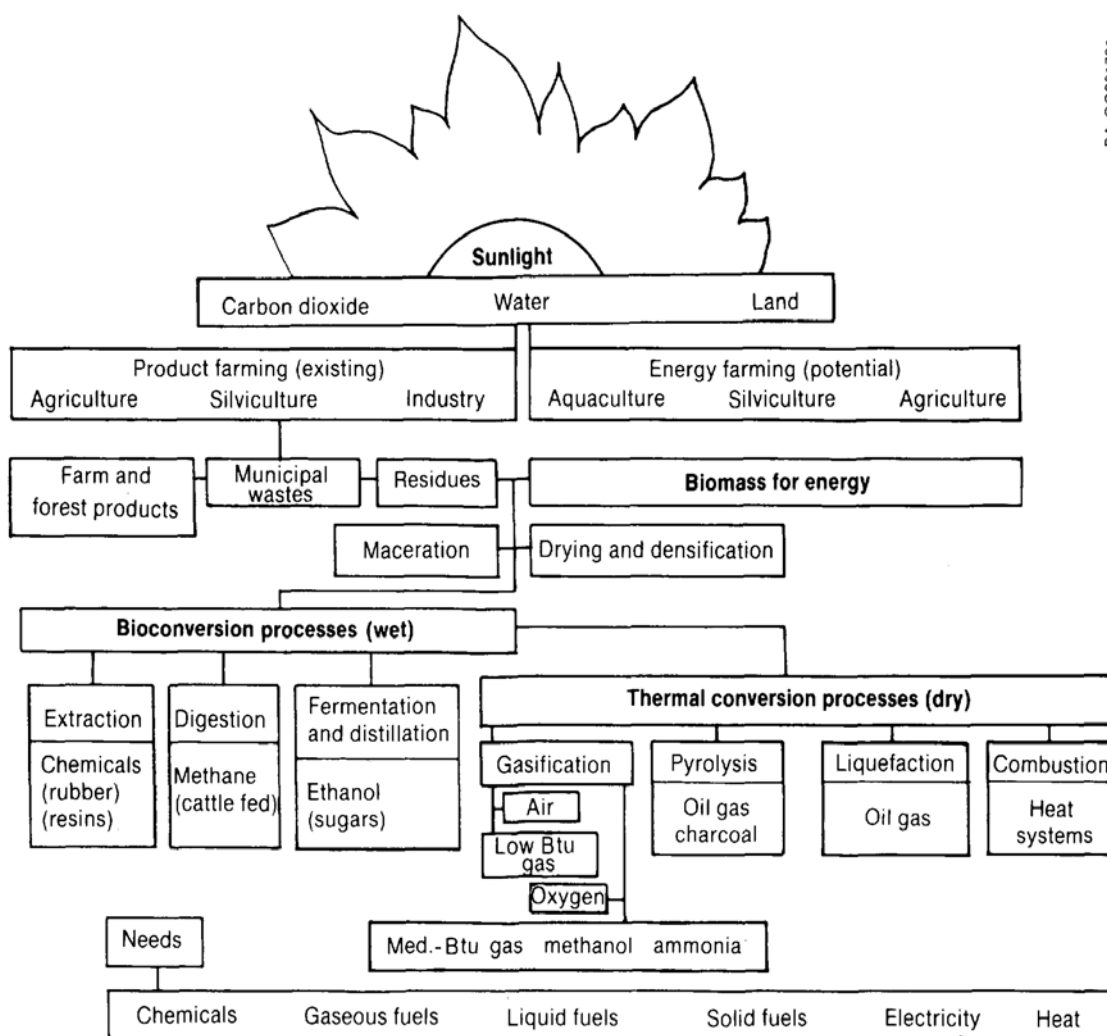 Sunlight
Carbon dioxide Water Land
Product farming (existing)
Agriculture Silviculture Industry
Energy farming (potential)
Aquaculture Silviculture Agriculture
Farm and
forest products
Municipal
wastes
Residues
Biomass for energy
Maceration
Drying and densification
Bioconversion processes (wet)
Extraction
Chemicals
(rubber)
(resins)
Digestion
Methane
(cattle fed)
Fermentation
and distillation
Ethanol
(sugars)
Thermal conversion processes (dry)
Gasification
Air
Low Btu
gas
Oxygen
Med.-Btu gas methanol ammonia
Pyrolysis
Oil gas
charcoal
Liquefaction
Oil gas
Combustion
Heat
systems
Needs
Chemicals Gaseous fuels Liquid fuels Solid fuels Electricity Heat